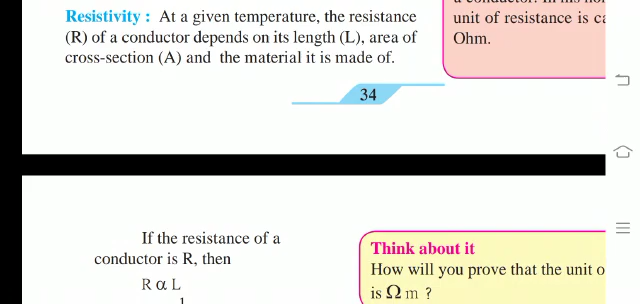 Resistivity : At a given temperature, the resistance
(R) of a conductor depends on its length (L), area of
cross-section (A) and the material it is made of.
unit of resistance is
Ohm.
34
If the resistance of a
conductor is R, then
R α L
1
Think about it
How will you prove that the unit
is Ω m ?